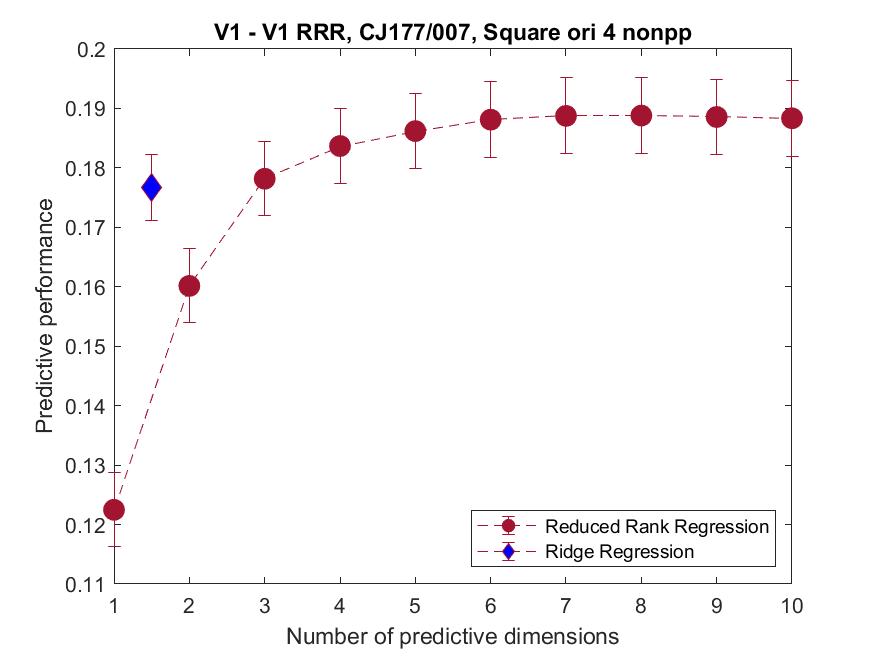 V1 - V1 RRR, CJ177/007, Square ori 4 nonpp
0.2
0.19
0.18
0.17
0.16
0.15
0.14
0.13
0.12
0.11
Predictive performance
Reduced Rank Regression
Ridge Regression
1 2 3 4 5 6 7 8 9 10
Number of predictive dimensions